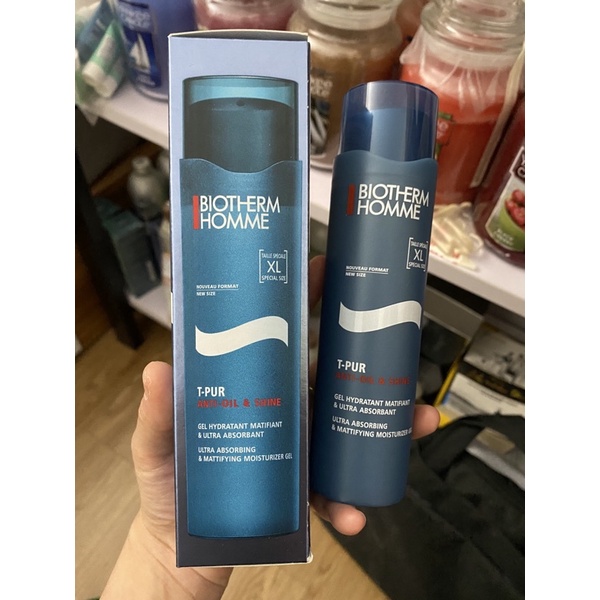 BIOTHERM
HOMME
TAILLE SPÉCIALE
XL
SPECIAL SIZE
NOUVEAU FORMAT
NEW SIZE
T-PUR
ANTI-OIL & SHINE
GEL HYDRATANT MATIFIANT
& ULTRA ABSORBANT
ULTRA ABSORBING
& MATTIFYING MOISTURIZER GEL
BIOTHERM
HOMME
TAILLE SPÉCIALE
XL
SPECIAL SIZE
NOUVEAU FORMAT
NEW SIZE
T-PUR
ANTI-OIL & SHINE
GEL HYDRATANT MATIFIANT
& ULTRA ABSORBANT
ULTRA ABSORBING
& MATTIFYING MOISTURIZER GEL